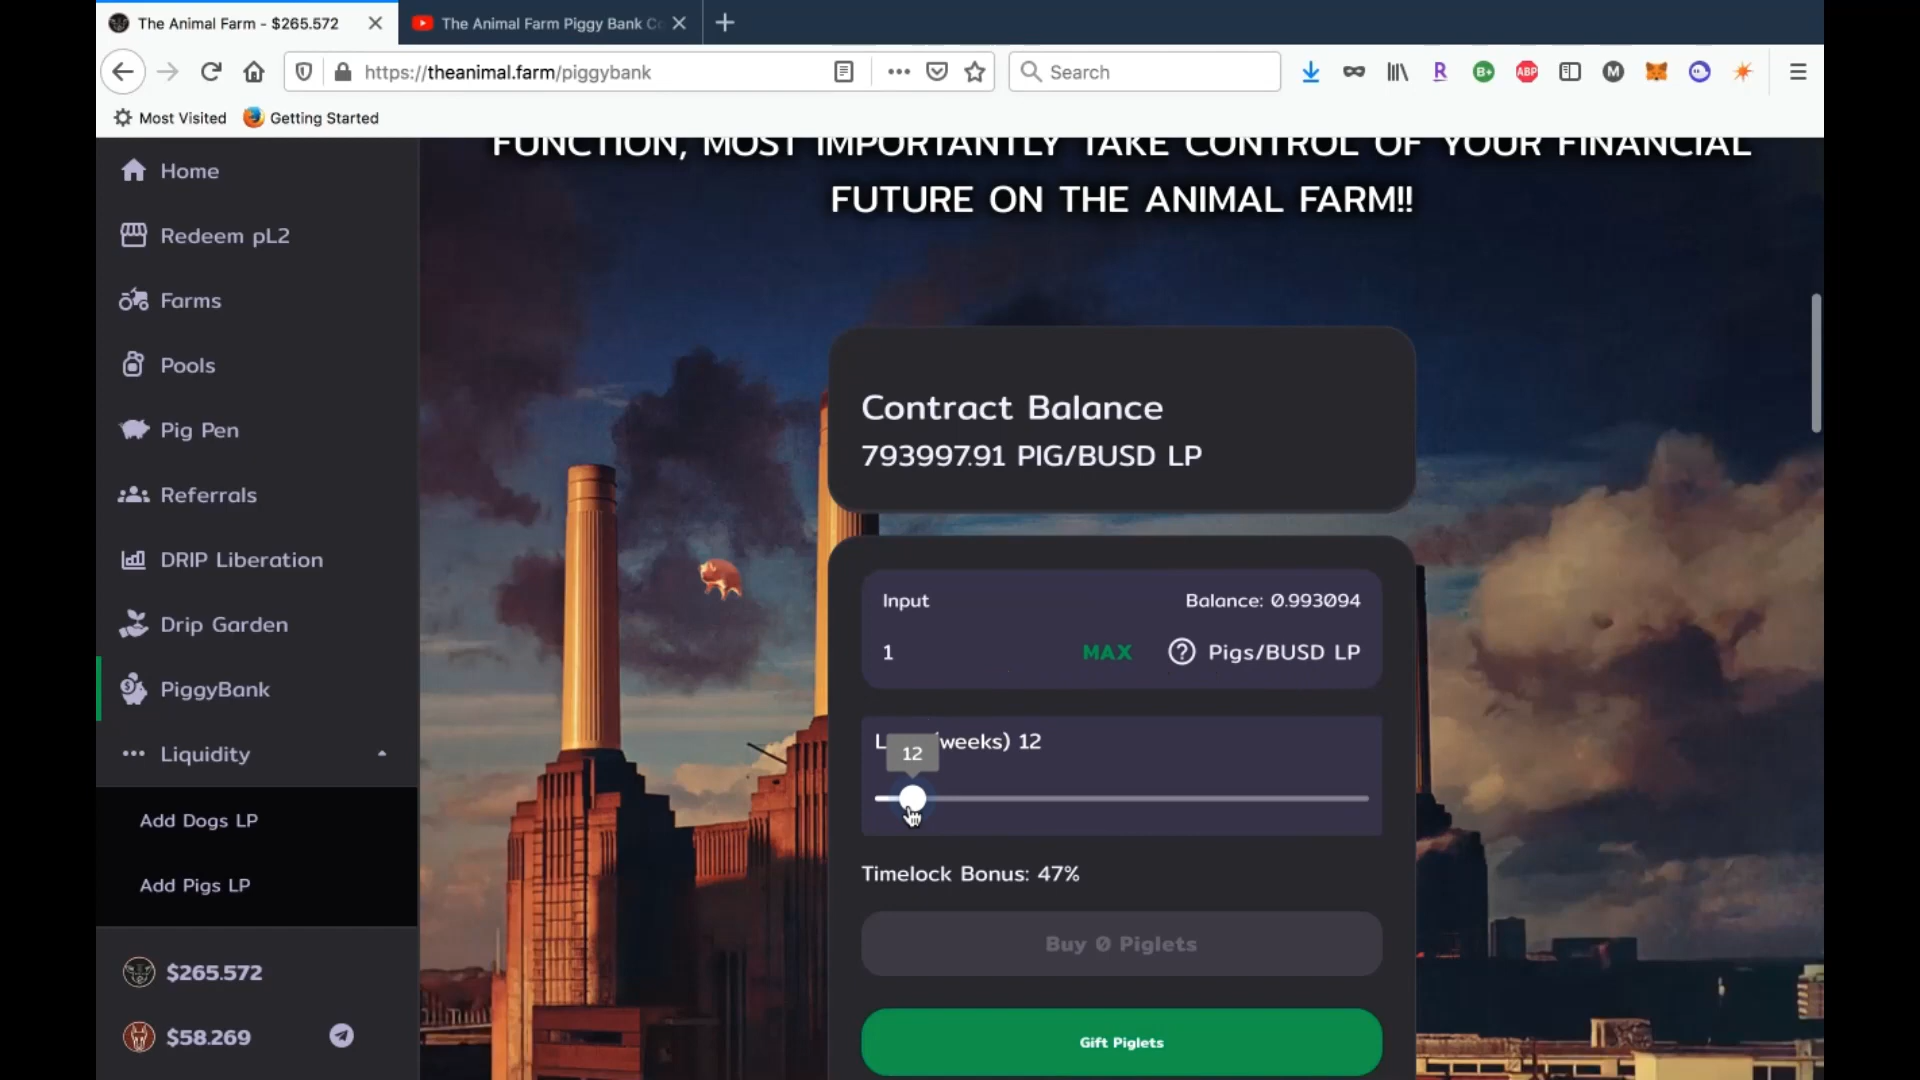 The Animal Farm - $265.572
The Animal Farm Piggy Bank Co
https://theanimal.farm/piggybank
Search
Most Visited
Getting Started
Home
Redeem pL2
Farms
Pools
Pig Pen
Referrals
DRIP Liberation
Drip Garden
PiggyBank
Liquidity
Add Dogs LP
Add Pigs LP
$265.572
$58.269
FUNCTION, MOST IMPORTANTLY TAKE CONTROL OF YOUR FINANCIAL
FUTURE ON THE ANIMAL FARM!!
Contract Balance
793997.91 PIG/BUSD LP
Input
Balance: 0.993094
1
MAX
Pigs/BUSD LP
(weeks) 12
12
Timelock Bonus: 47%
Buy 0 Piglets
Gift Piglets
R
B+
ABP
M